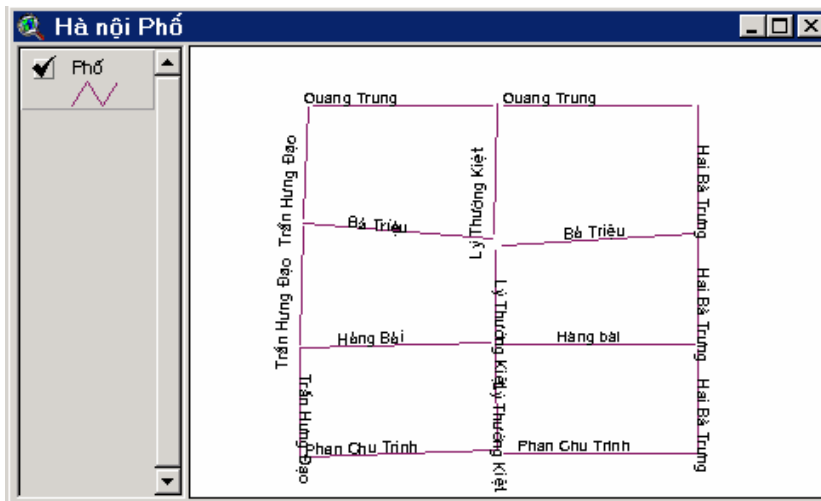 Hà nội Phố
Phố
Quang Trung
Quang Trung
Trần Hưng Đạo
Lý Thường Kiệt
Hai Bà Trưng
Bà Triệu
Bà Triệu
Trần Hưng Đạo
Lý Thường Kiệt
Hai Bà Trưng
Hàng Bài
Hàng bài
Trần Hưng Đạo
Lý Thường Kiệt
Hai Bà Trưng
Phan Chu Trinh
Phan Chu Trinh